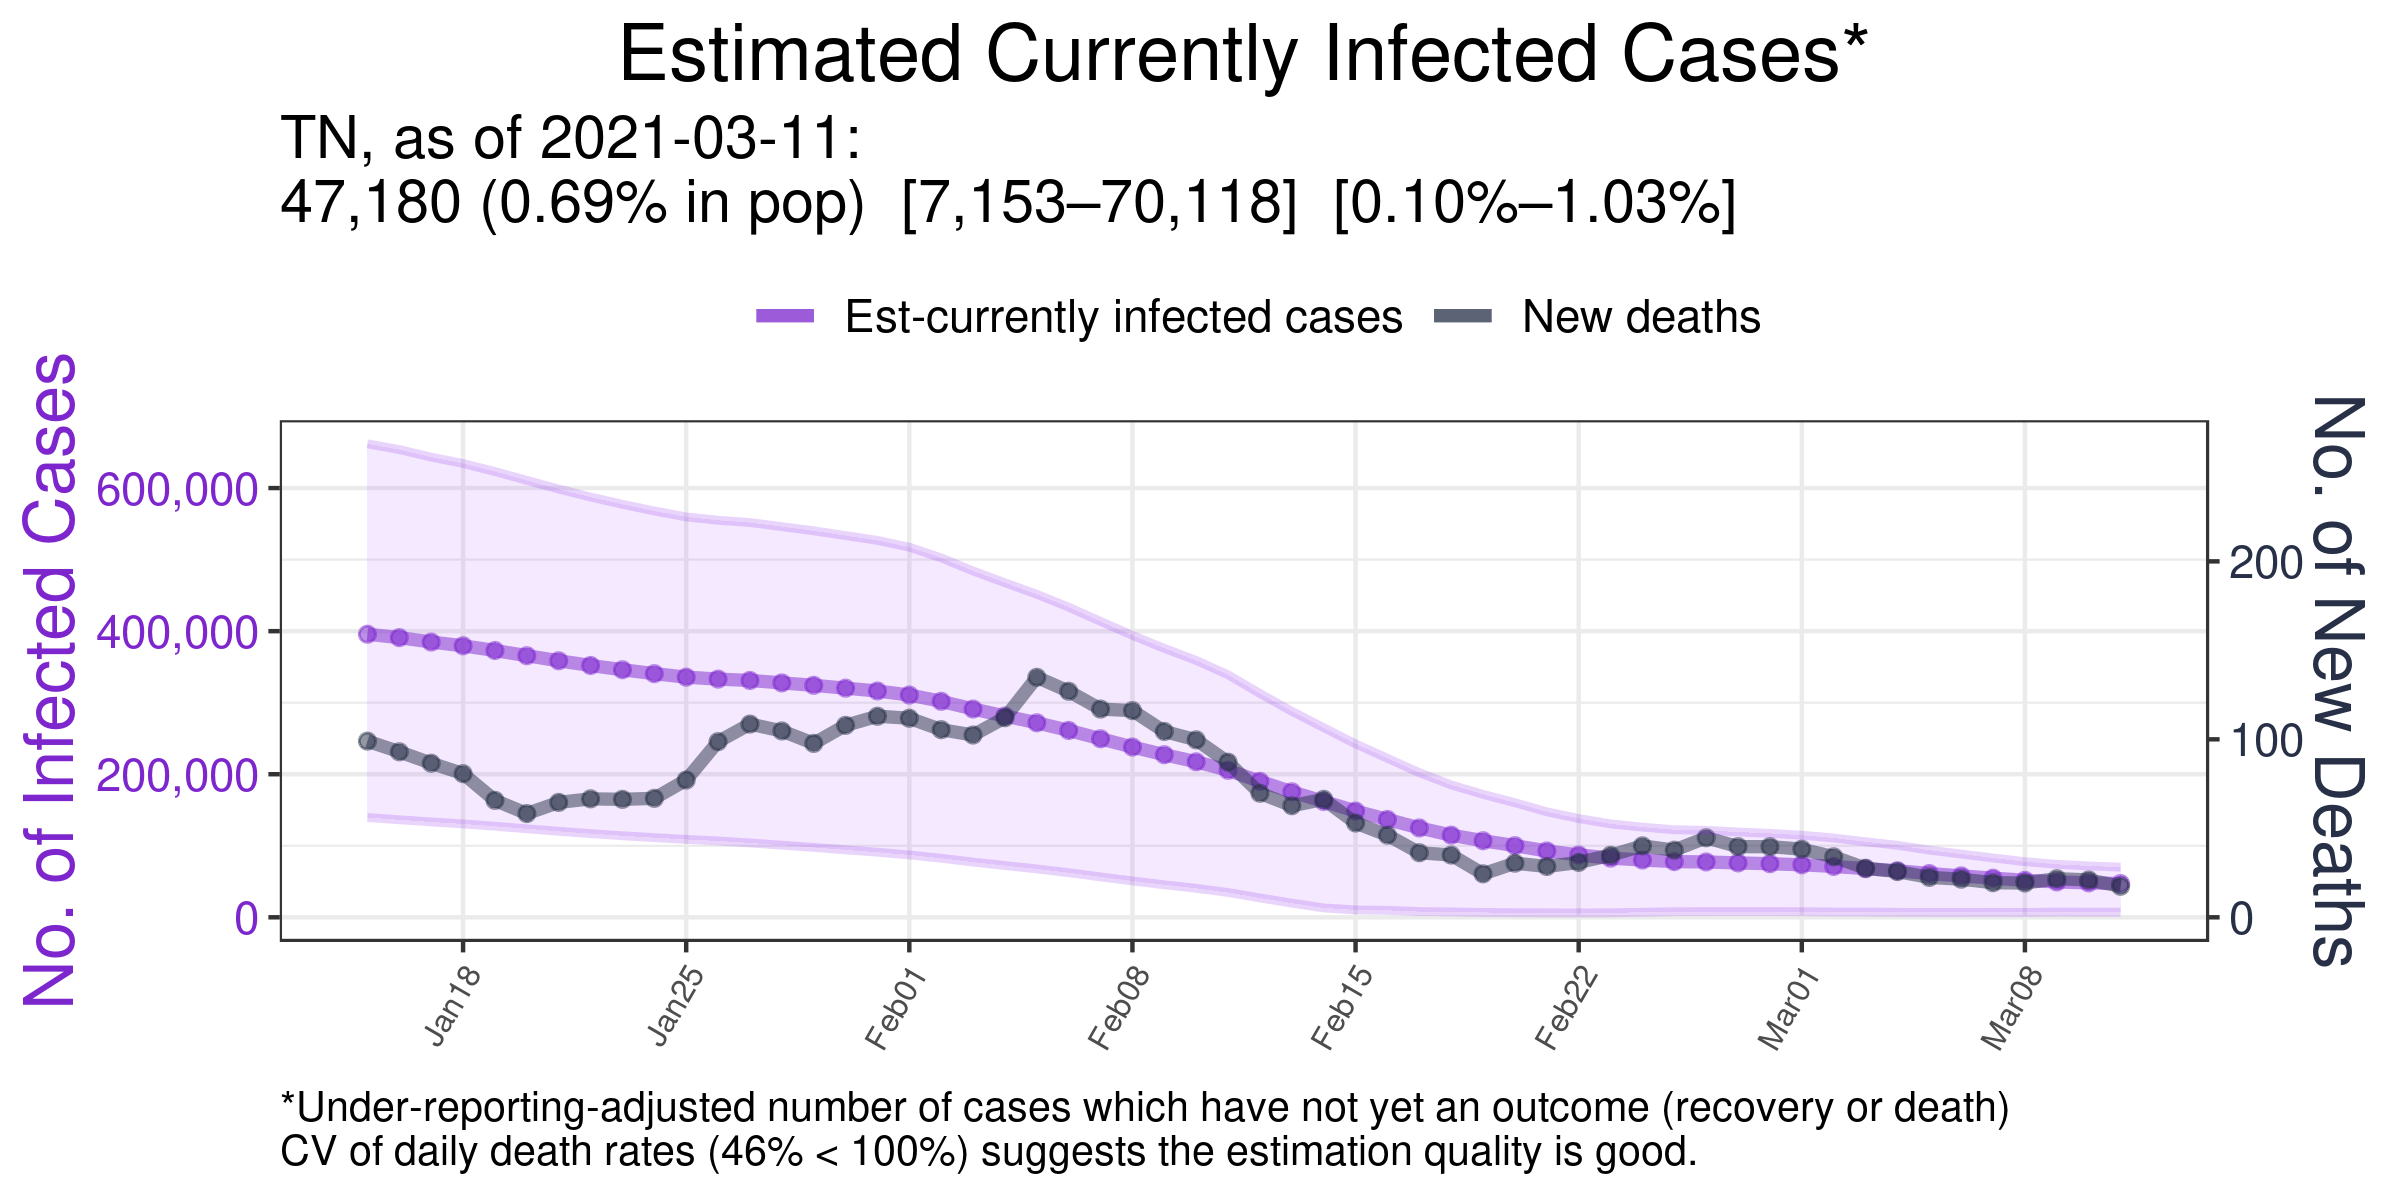 Estimated Currently Infected Cases*
TN, as of 2021-03-11:
47,180 (0.69% in pop)  [7,153–70,118]  [0.10%–1.03%]
Est-currently infected cases
New deaths
No. of Infected Cases
600,000
400,000
200,000
0
No. of New Deaths
200
100
0
Jan18
Jan25
Feb01
Feb08
Feb15
Feb22
Mar01
Mar08
*Under-reporting-adjusted number of cases which have not yet an outcome (recovery or death)
CV of daily death rates (46% < 100%) suggests the estimation quality is good.